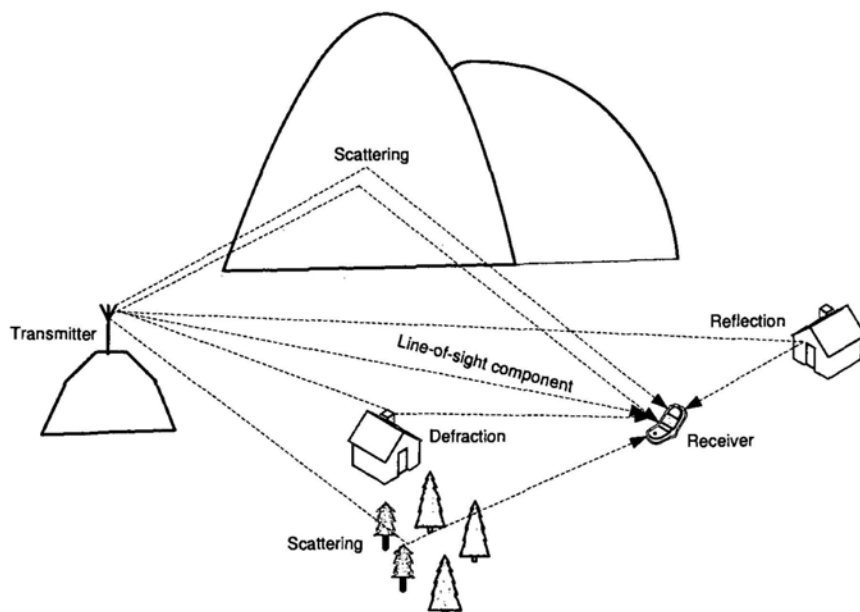 Scattering
Transmitter
Reflection
Line-of-sight component
Defraction
Receiver
Scattering